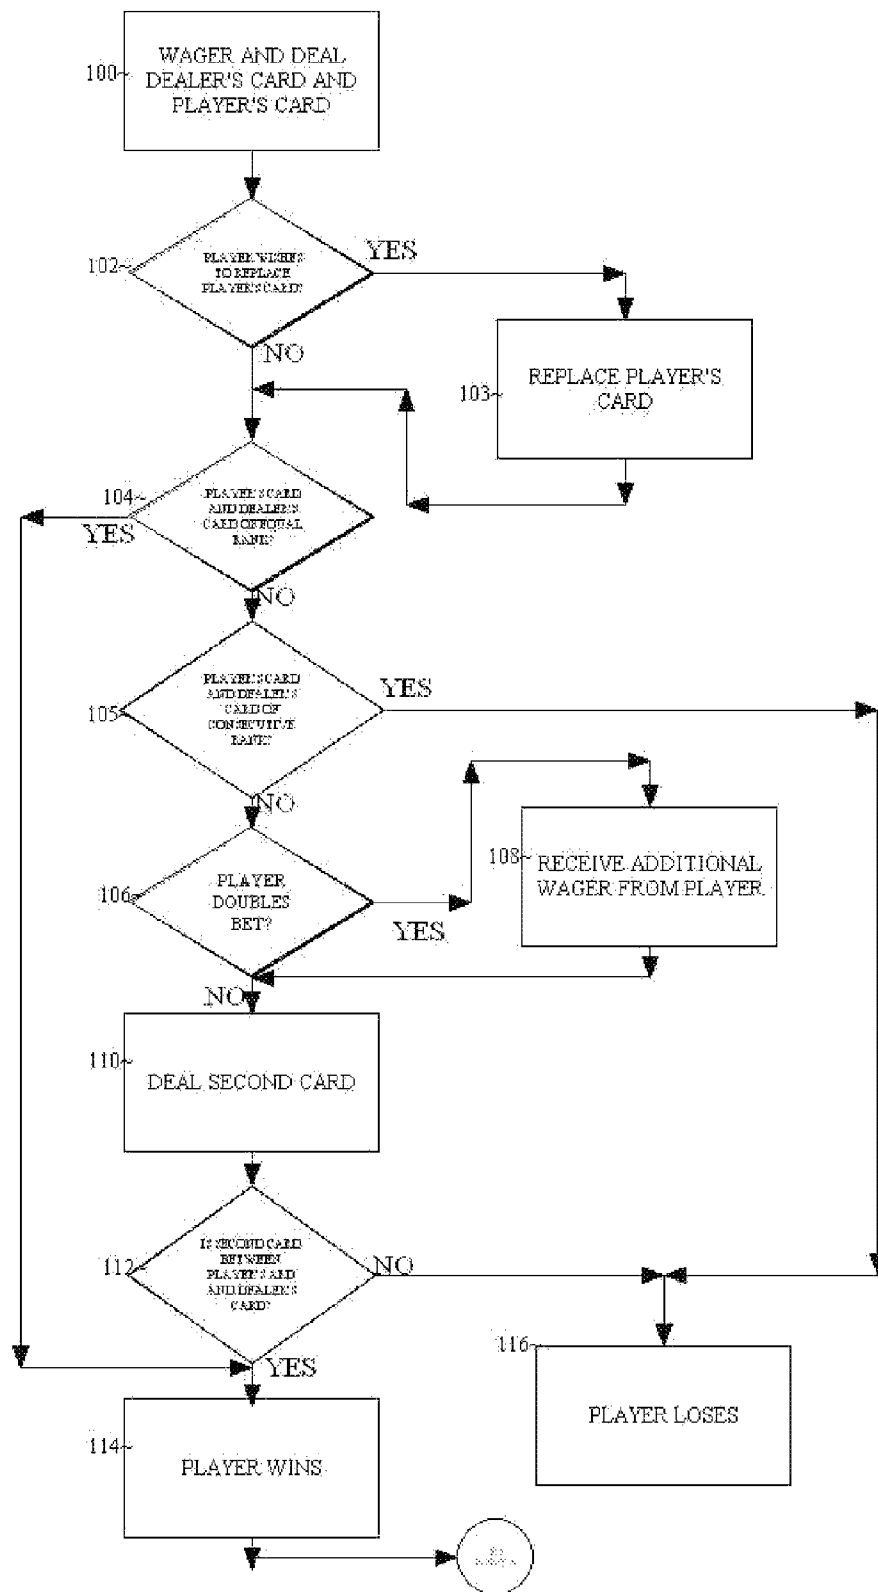 WAGER AND DEAL
DEALER'S CARD AND
PLAYER'S CARD
100
PLAYER WISHES
TO REPLACE
PLAYER'S CARD?
102
YES
NO
REPLACE PLAYER'S
CARD
103
PLAYER'S CARD
AND DEALER'S
CARD OF EQUAL
RANK?
104
YES
NO
PLAYER'S CARD
AND DEALER'S
CARD OF
CONSECUTIVE
RANK?
105
YES
NO
PLAYER
DOUBLES
BET?
106
YES
NO
108
RECEIVE ADDITIONAL
WAGER FROM PLAYER
110
DEAL SECOND CARD
IS SECOND CARD
BETWEEN
PLAYER'S CARD
AND DEALER'S
CARD?
112
NO
YES
116
PLAYER LOSES
114
PLAYER WINS